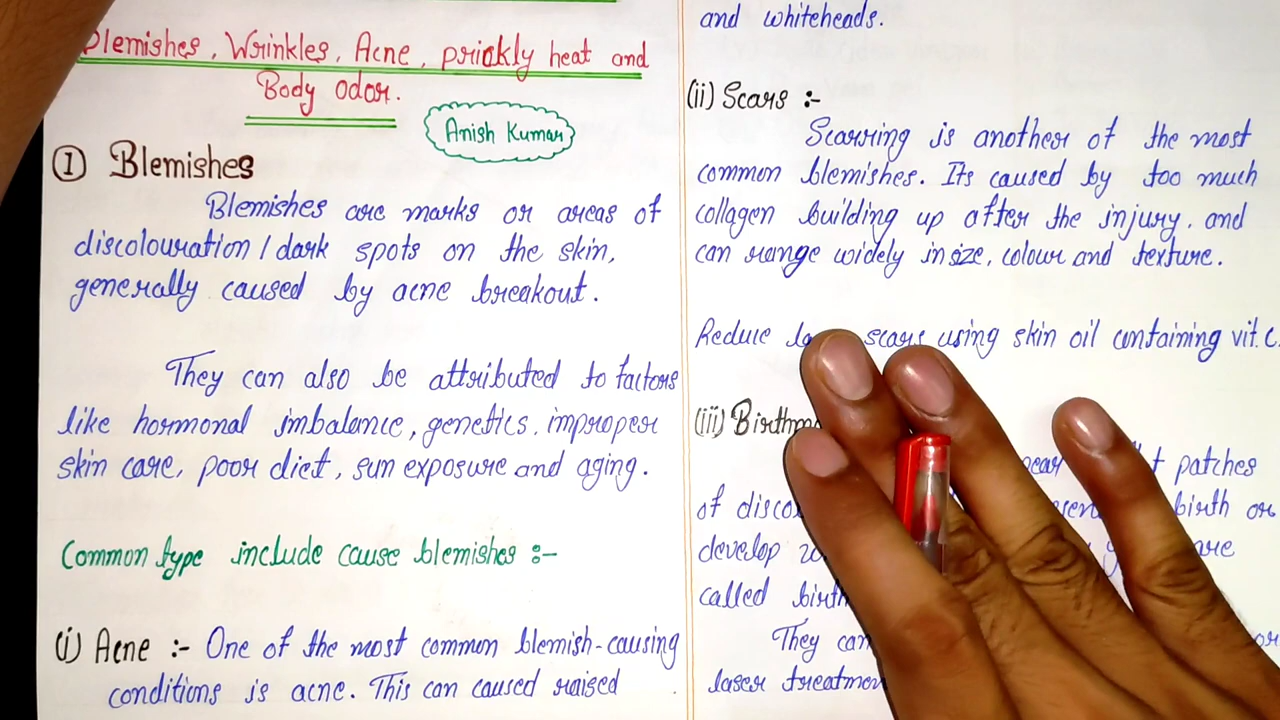 Blemishes, Wrinkles, Acne, prickly heat and
Body odor.
Anish Kumar
① Blemishes
Blemishes are marks or areas of
discolouration / dark spots on the skin,
generally caused by acne breakout.
They can also be attributed to factors
like hormonal imbalance, genetics, improper
skin care, poor diet, sun exposure and aging.
Common type include cause blemishes :-
(i) Acne :- One of the most common blemish-causing
conditions is acne. This can caused raised
and whiteheads.
(ii) Scars :-
Scarring is another of the most
common blemishes. Its caused by too much
collagen building up after the injury, and
can range widely in size, colour and texture.
Reduce scars using skin oil containing vit. C.
(iii)
patches
of birth or
develop are
called
They can
laser